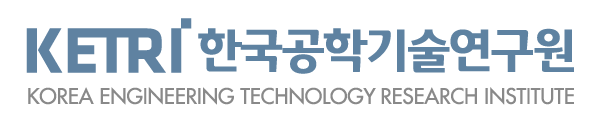 KETRI 한국공학기술연구원
KOREA ENGINEERING TECHNOLOGY RESEARCH INSTITUTE